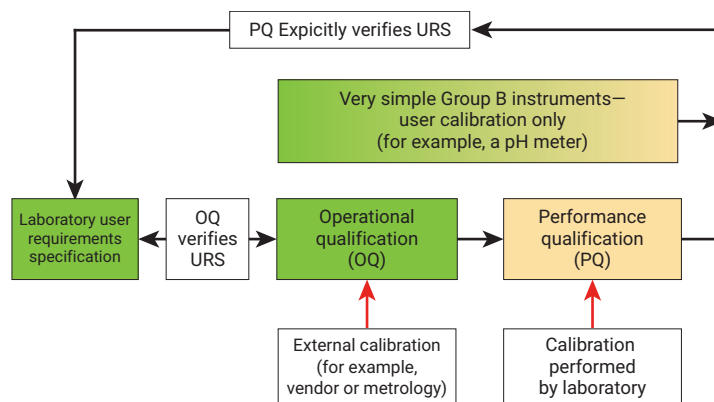 PQ Expicitly verifies URS
Very simple Group B instruments—
user calibration only
(for example, a pH meter)
Laboratory user
requirements
specification
OQ
verifies
URS
Operational
qualification
(OQ)
Performance
qualification
(PQ)
External calibration
(for example,
vendor or metrology)
Calibration
performed
by laboratory